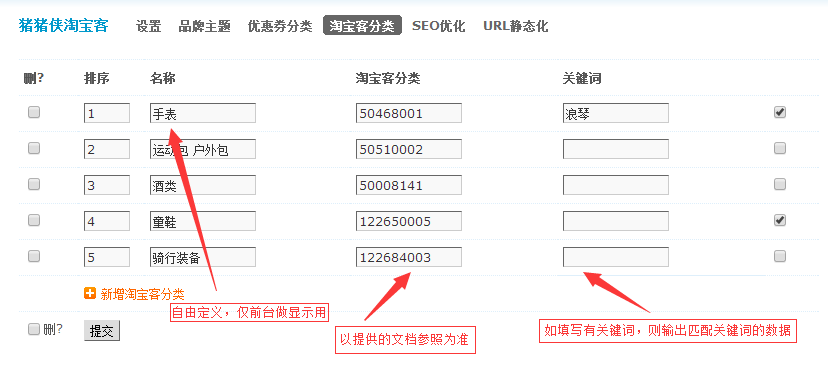 猪猪侠淘宝客 设置 品牌主题 优惠券分类 淘宝客分类 SEO优化 URL静态化
删? 排序 名称 淘宝客分类 关键词
1 手表 50468001 浪琴
2 运动包 户外包 50510002
3 酒类 50008141
4 童鞋 122650005
5 骑行装备 122684003
新增淘宝客分类
自由定义，仅前台做显示用
删? 提交
以提供的文档参照为准
如填写有关键词，则输出匹配关键词的数据